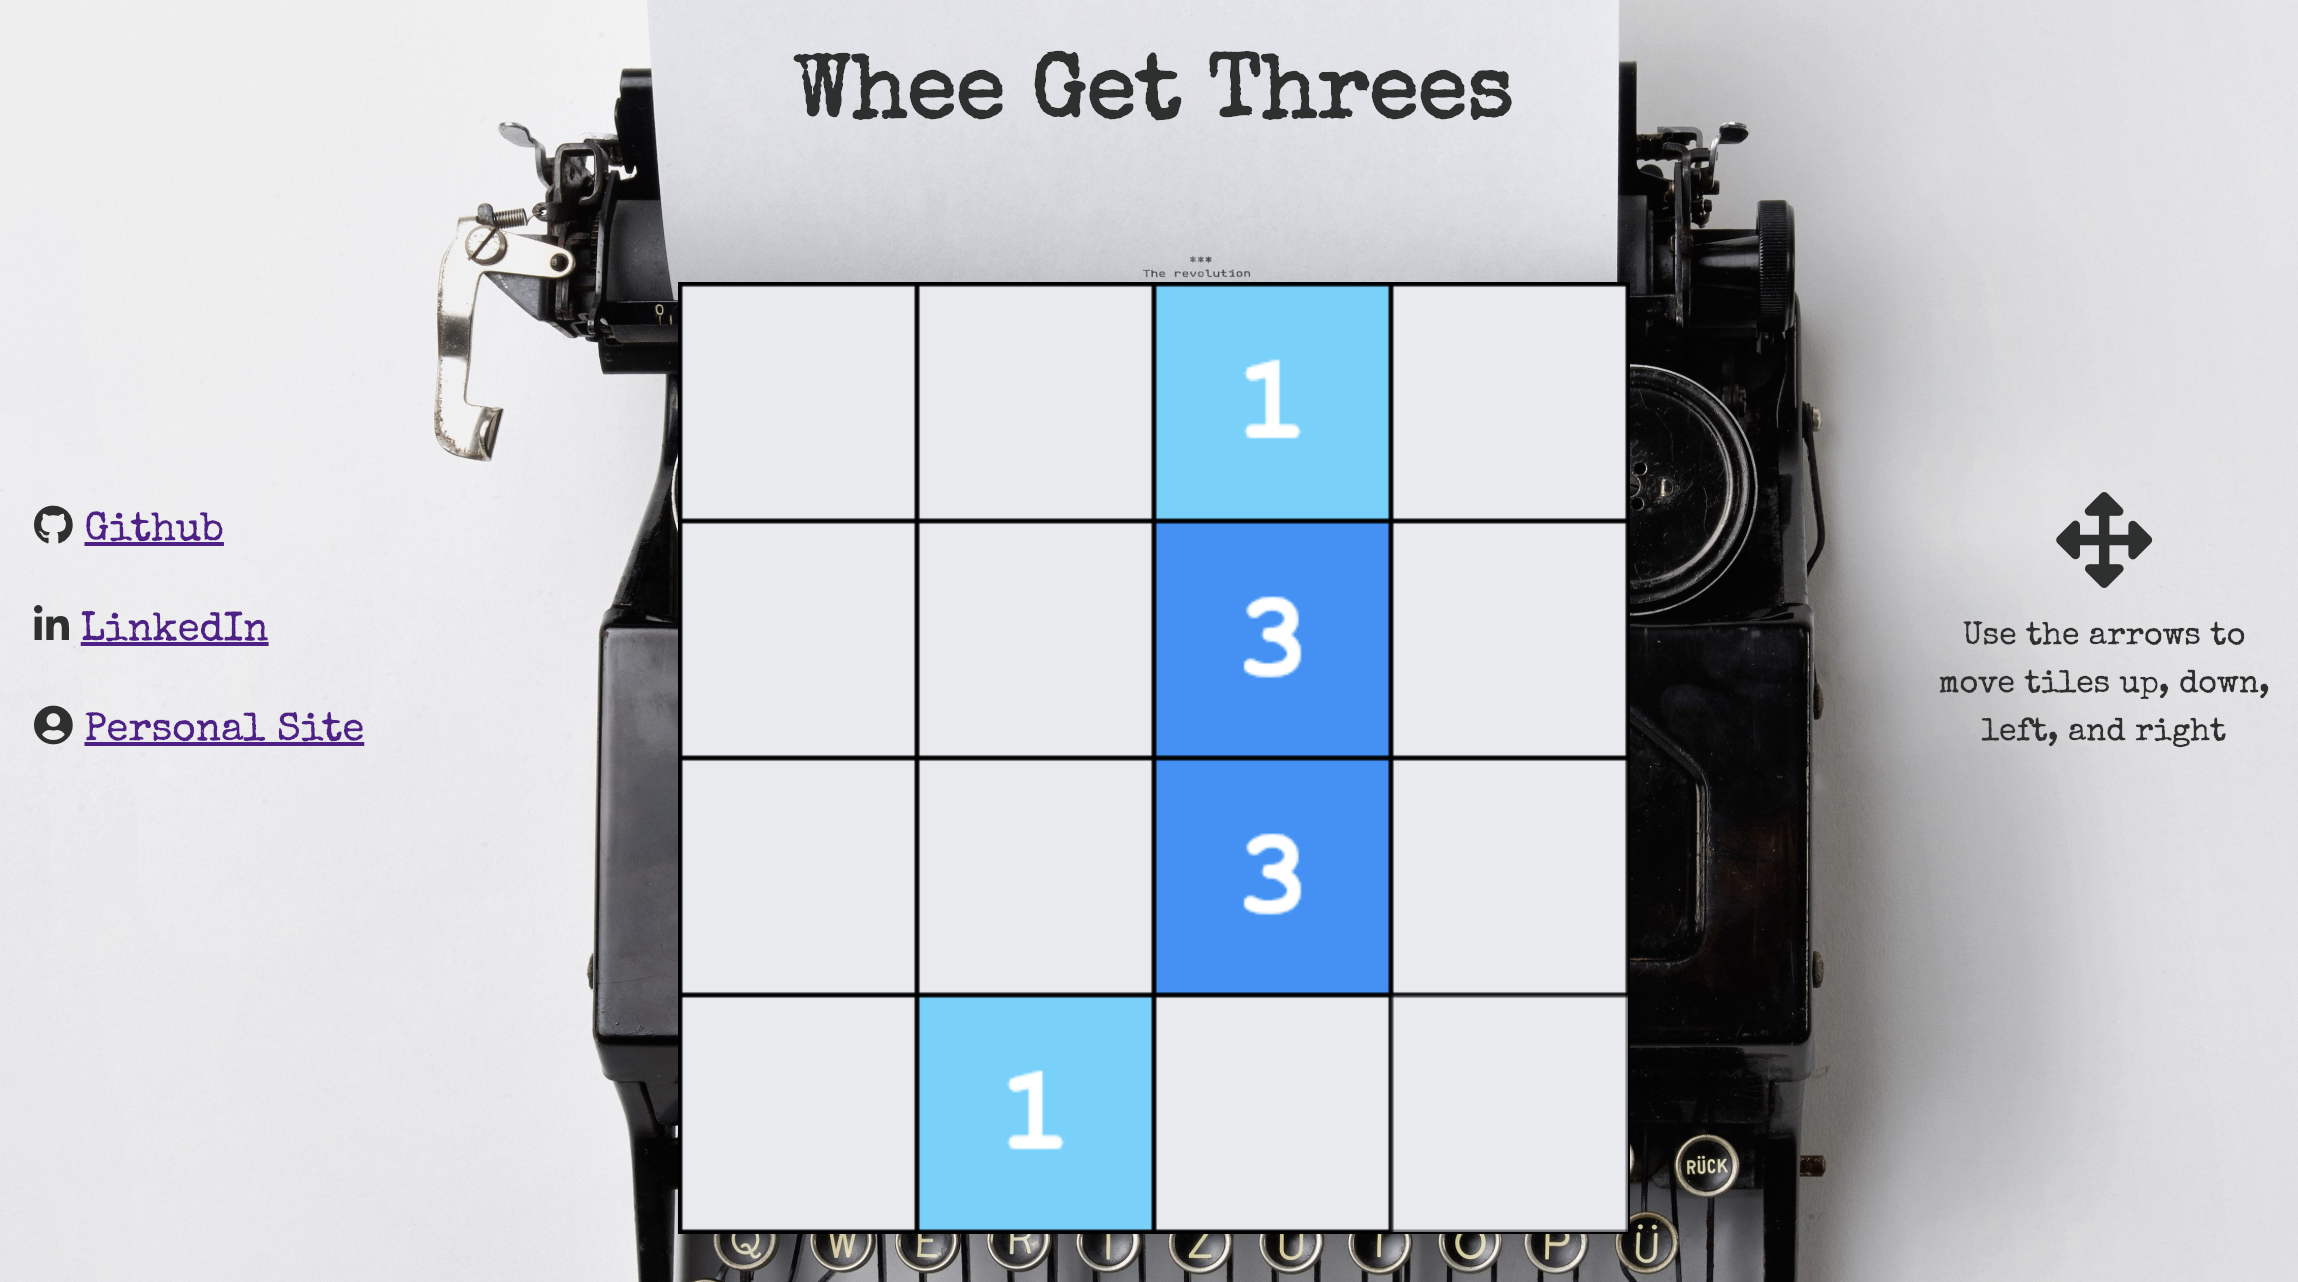 Whee Get Threes
***
The revolution
1
3
3
1
Github
in LinkedIn
Personal Site
Use the arrows to
move tiles up, down,
left, and right
RÜCK
Q W E R T Z U I O P Ü